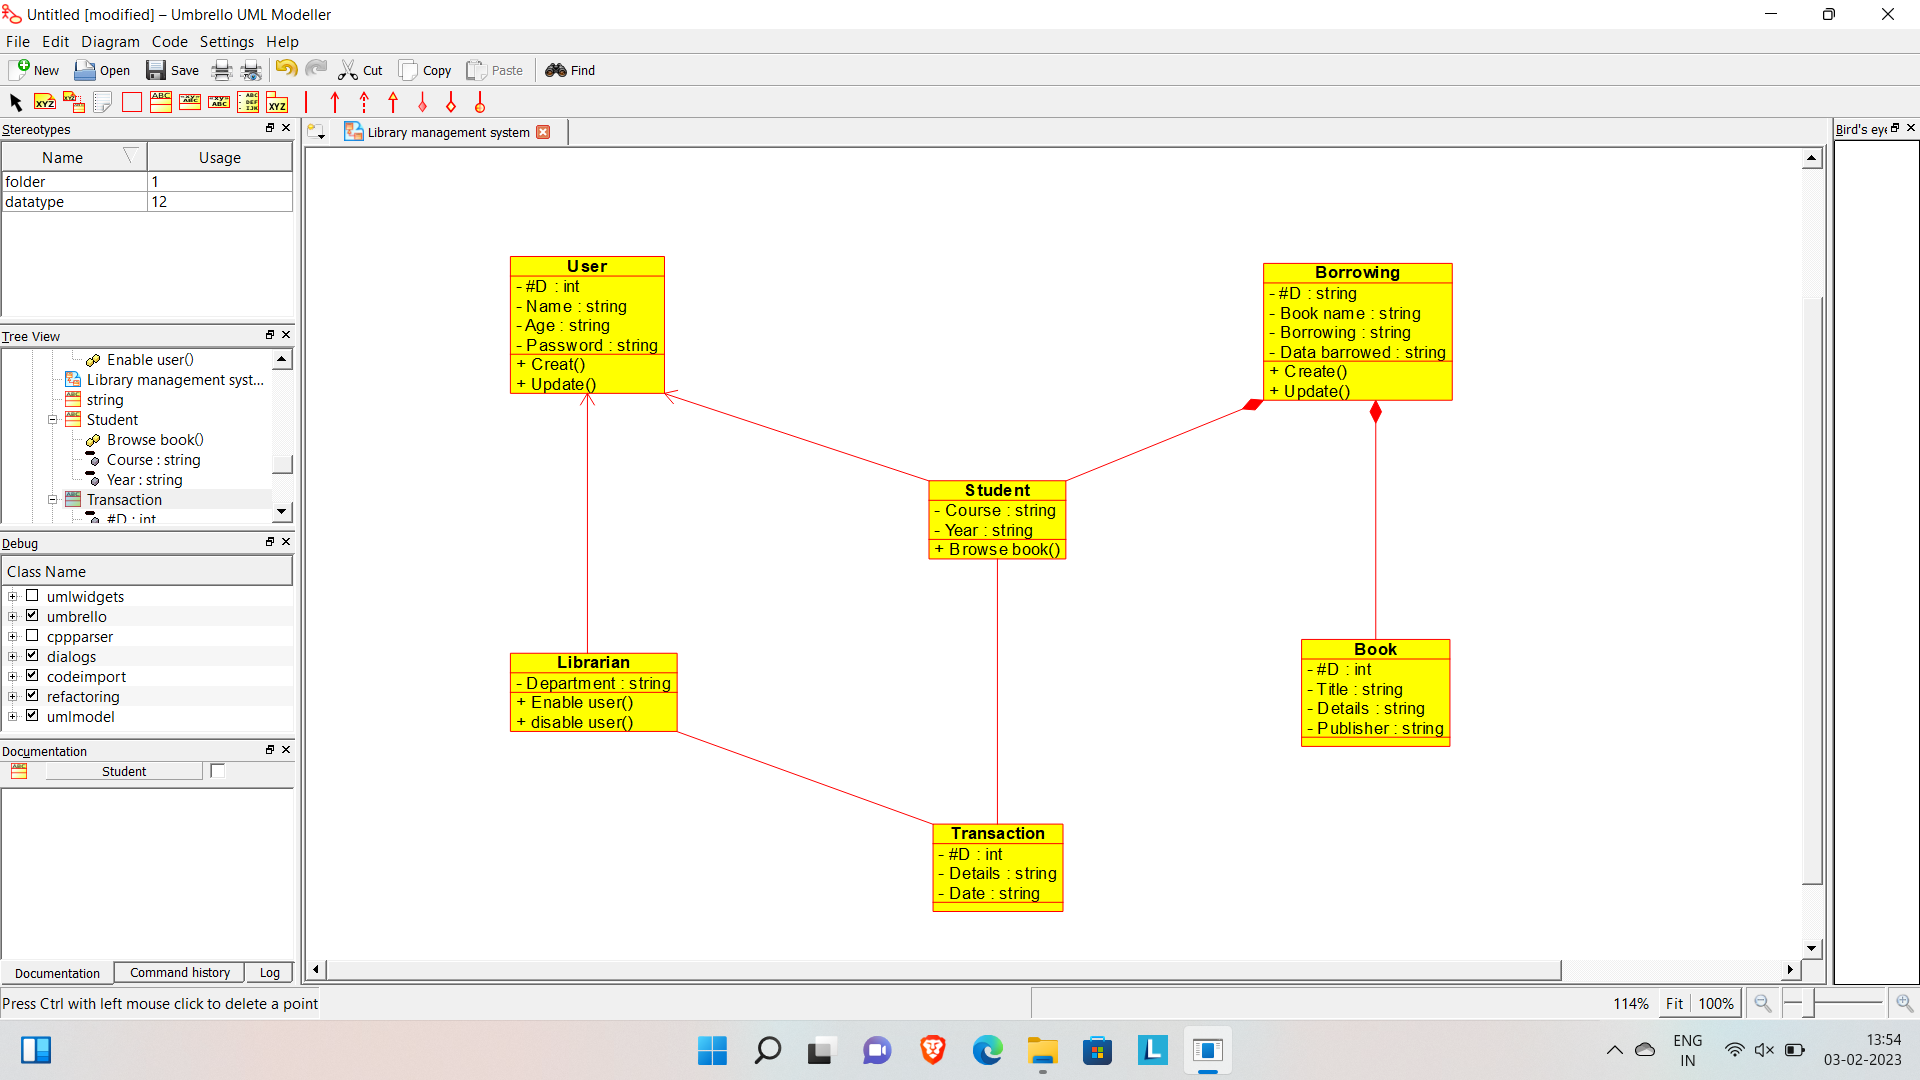 Untitled [modified] – Umbrello UML Modeller
File Edit Diagram Code Settings Help
New Open Save Cut Copy Paste Find
Stereotypes
Name Usage
folder 1
datatype 12
Tree View
Enable user()
Library management syst...
string
Student
Browse book()
Course : string
Year : string
Transaction
#D : int
Debug
Class Name
umlwidgets
umbrello
cppparser
dialogs
codeimport
refactoring
umlmodel
Documentation
Student
Documentation Command history Log
Library management system
User
- #D : int
- Name : string
- Age : string
- Password : string
+ Creat()
+ Update()
Borrowing
- #D : string
- Book name : string
- Borrowing : string
- Data barrowed : string
+ Create()
+ Update()
Student
- Course : string
- Year : string
+ Browse book()
Librarian
- Department : string
+ Enable user()
+ disable user()
Book
- #D : int
- Title : string
- Details : string
- Publisher : string
Transaction
- #D : int
- Details : string
- Date : string
Bird's eye
Press Ctrl with left mouse click to delete a point
114% Fit 100%
ENG
IN
13:54
03-02-2023